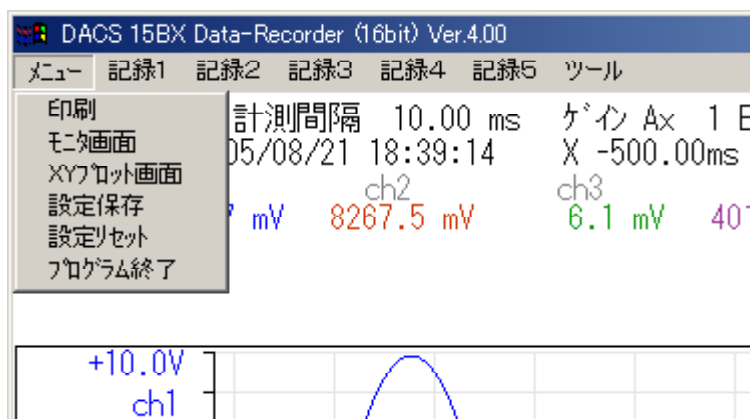 DACS 15BX Data-Recorder (16bit) Ver.4.00
メニュー 記録1 記録2 記録3 記録4 記録5 ツール
印刷
モニタ画面
XYプロット画面
設定保存
設定リセット
プログラム終了
計測間隔 10.00 ms ゲイン Ax 1
05/08/21 18:39:14 X -500.00ms
ch2 ch3
mV 8267.5 mV 6.1 mV 40
+10.0V
ch1